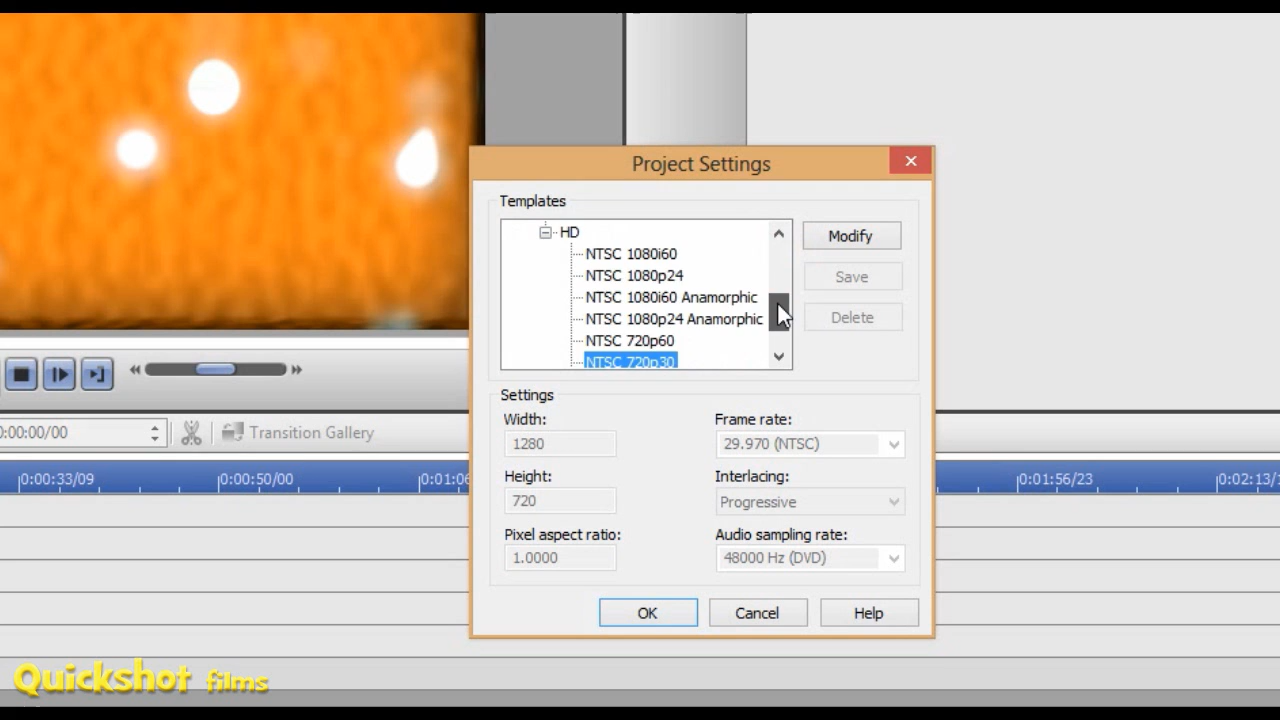 Project Settings
Templates
HD
NTSC 1080i60
NTSC 1080p24
NTSC 1080i60 Anamorphic
NTSC 1080p24 Anamorphic
NTSC 720p60
NTSC 720p30
Modify
Save
Delete
Settings
Width:
1280
Frame rate:
29.970 (NTSC)
Height:
720
Interlacing:
Progressive
Pixel aspect ratio:
1.0000
Audio sampling rate:
48000 Hz (DVD)
OK Cancel Help
0:00:00/00 Transition Gallery
0:00:33/09 0:00:50/00 0:01:06 0:01:56/23 0:02:13/
Quickshot films